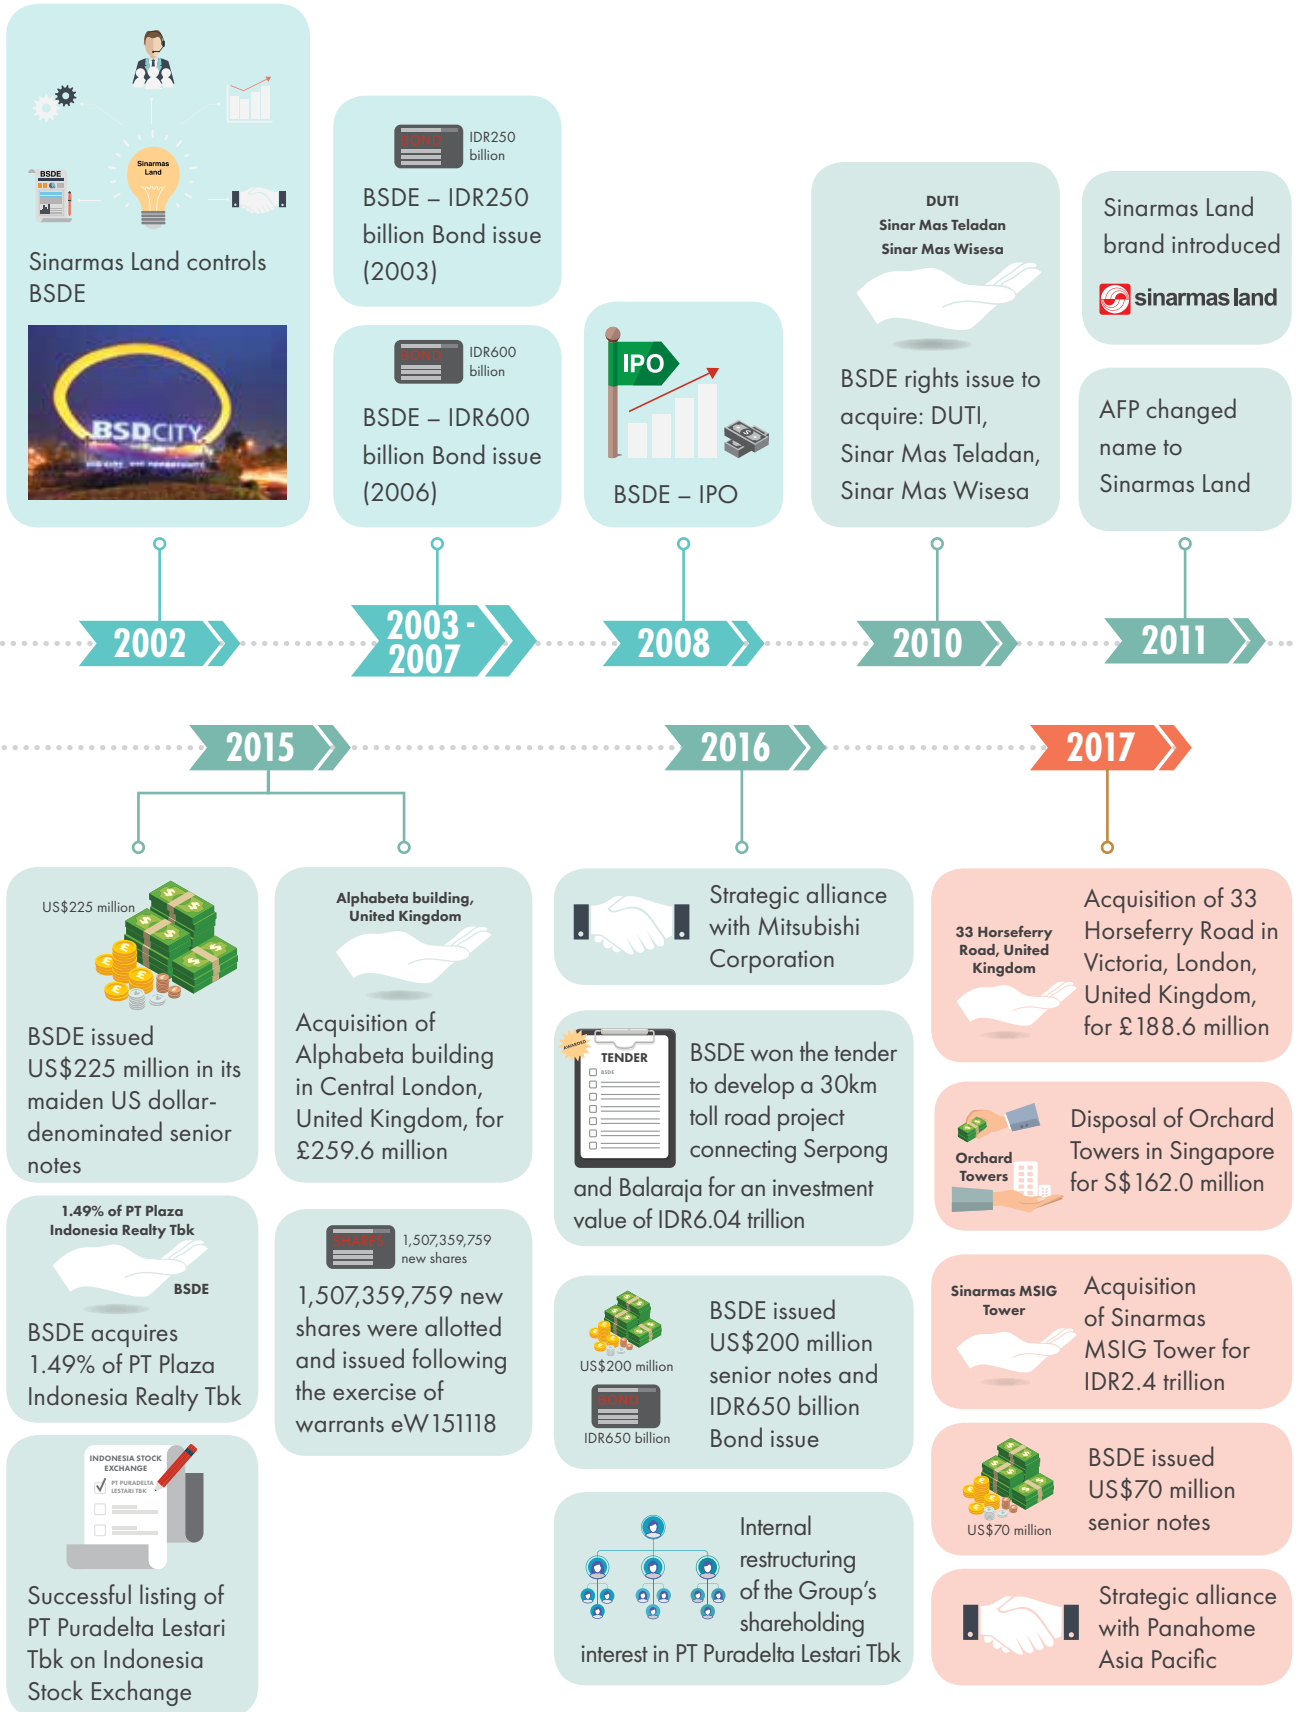 BSDE
Sinarmas
Land
Sinarmas Land controls
BSDE
BSDCITY
BOND
IDR250
billion
BSDE – IDR250
billion Bond issue
(2003)
BOND
IDR600
billion
BSDE – IDR600
billion Bond issue
(2006)
IPO
BSDE – IPO
DUTI
Sinar Mas Teladan
Sinar Mas Wisesa
BSDE rights issue to
acquire: DUTI,
Sinar Mas Teladan,
Sinar Mas Wisesa
Sinarmas Land
brand introduced
sinarmas land
AFP changed
name to
Sinarmas Land
2002
2003 -
2007
2008
2010
2011
2015
2016
2017
US$225 million
BSDE issued
US$225 million in its
maiden US dollar-
denominated senior
notes
1.49% of PT Plaza
Indonesia Realty Tbk
BSDE
BSDE acquires
1.49% of PT Plaza
Indonesia Realty Tbk
INDONESIA STOCK
EXCHANGE
PT PURADELTA
LESTARI TBK
Successful listing of
PT Puradelta Lestari
Tbk on Indonesia
Stock Exchange
Alphabeta building,
United Kingdom
Acquisition of
Alphabeta building
in Central London,
United Kingdom, for
£259.6 million
SHARES
1,507,359,759
new shares
1,507,359,759 new
shares were allotted
and issued following
the exercise of
warrants eW151118
Strategic alliance
with Mitsubishi
Corporation
AWARDED
TENDER
BSDE
BSDE won the tender
to develop a 30km
toll road project
connecting Serpong
and Balaraja for an investment
value of IDR6.04 trillion
US$200 million
BOND
IDR650 billion
BSDE issued
US$200 million
senior notes and
IDR650 billion
Bond issue
Internal
restructuring
of the Group's
shareholding
interest in PT Puradelta Lestari Tbk
33 Horseferry
Road, United
Kingdom
Acquisition of 33
Horseferry Road in
Victoria, London,
United Kingdom,
for £188.6 million
Orchard
Towers
Disposal of Orchard
Towers in Singapore
for S$162.0 million
Sinarmas MSIG
Tower
Acquisition
of Sinarmas
MSIG Tower for
IDR2.4 trillion
US$70 million
BSDE issued
US$70 million
senior notes
Strategic alliance
with Panahome
Asia Pacific